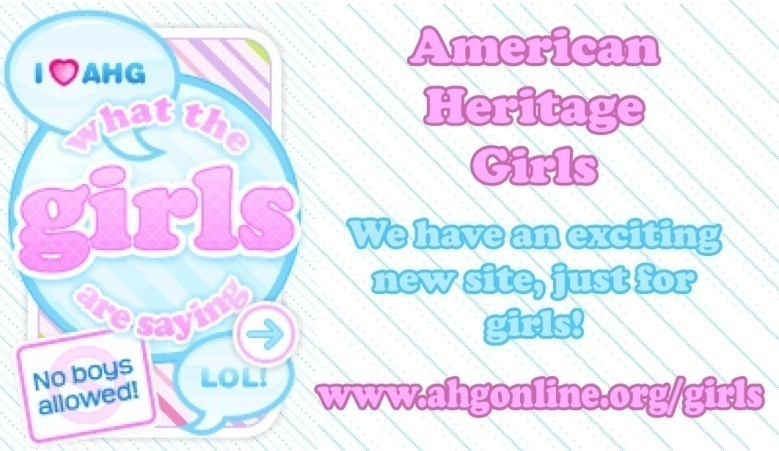 I ♥ AHG
what the
girls
are saying
No boys
allowed!
LOL!
American
Heritage
Girls
We have an exciting
new site, just for
girls!
www.ahgonline.org/girls